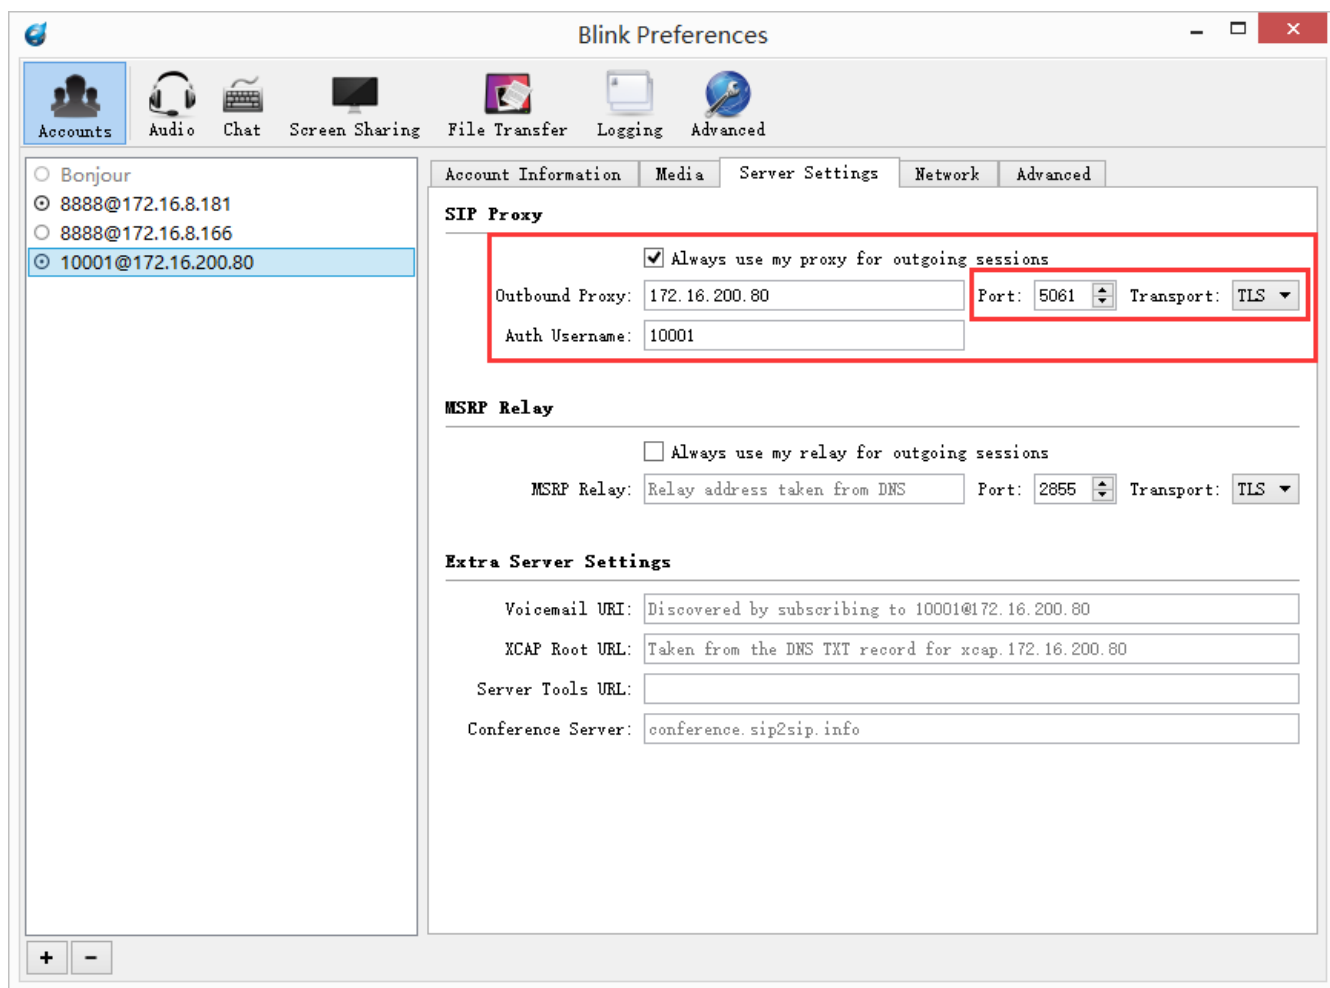 Blink Preferences
Accounts Audio Chat Screen Sharing File Transfer Logging Advanced
Bonjour
8888@172.16.8.181
8888@172.16.8.166
10001@172.16.200.80
Account Information Media Server Settings Network Advanced
SIP Proxy
Always use my proxy for outgoing sessions
Outbound Proxy: 172.16.200.80 Port: 5061 Transport: TLS
Auth Username: 10001
MSRP Relay
Always use my relay for outgoing sessions
MSRP Relay: Relay address taken from DNS Port: 2855 Transport: TLS
Extra Server Settings
Voicemail URI: Discovered by subscribing to 10001@172.16.200.80
XCAP Root URL: Taken from the DNS TXT record for xcap.172.16.200.80
Server Tools URL:
Conference Server: conference.sip2sip.info